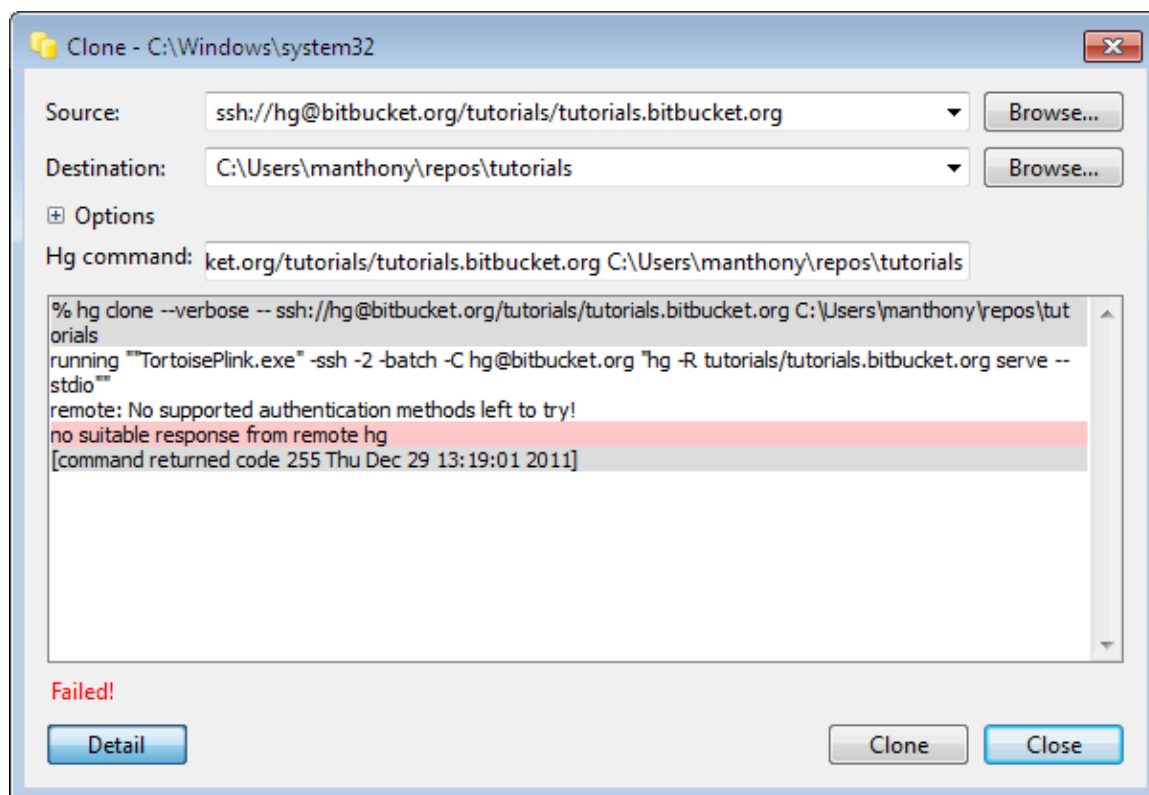 Clone - C:\Windows\system32
Source:
ssh://hg@bitbucket.org/tutorials/tutorials.bitbucket.org
Browse...
Destination:
C:\Users\manthony\repos\tutorials
Browse...
Options
Hg command:
ket.org/tutorials/tutorials.bitbucket.org C:\Users\manthony\repos\tutorials
% hg clone --verbose -- ssh://hg@bitbucket.org/tutorials/tutorials.bitbucket.org C:\Users\manthony\repos\tut
orials
running ""TortoisePlink.exe" -ssh -2 -batch -C hg@bitbucket.org "hg -R tutorials/tutorials.bitbucket.org serve --
stdio""
remote: No supported authentication methods left to try!
no suitable response from remote hg
[command returned code 255 Thu Dec 29 13:19:01 2011]
Failed!
Detail
Clone
Close